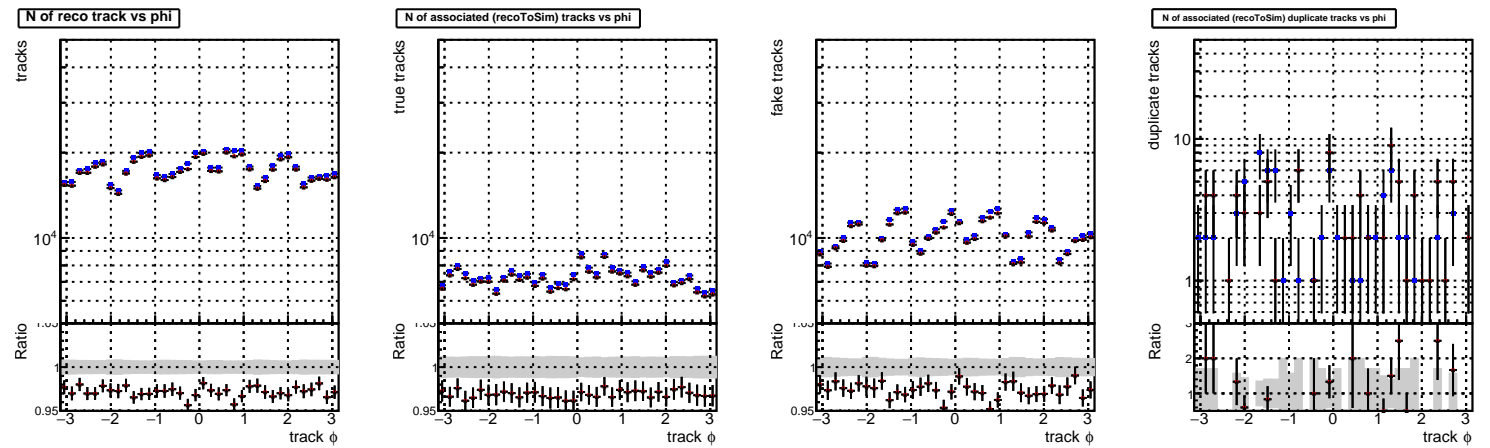 N of reco track vs phi
tracks
10⁴
Ratio
1
0.95
−3 −2 −1 0 1 2 3
track ϕ
N of associated (recoToSim) tracks vs phi
true tracks
10⁴
Ratio
1
0.95
−3 −2 −1 0 1 2 3
track ϕ
fake tracks
10⁴
Ratio
1
0.95
−3 −2 −1 0 1 2 3
track ϕ
N of associated (recoToSim) duplicate tracks vs phi
duplicate tracks
10
1
Ratio
2
1
−3 −2 −1 0 1 2 3
track ϕ